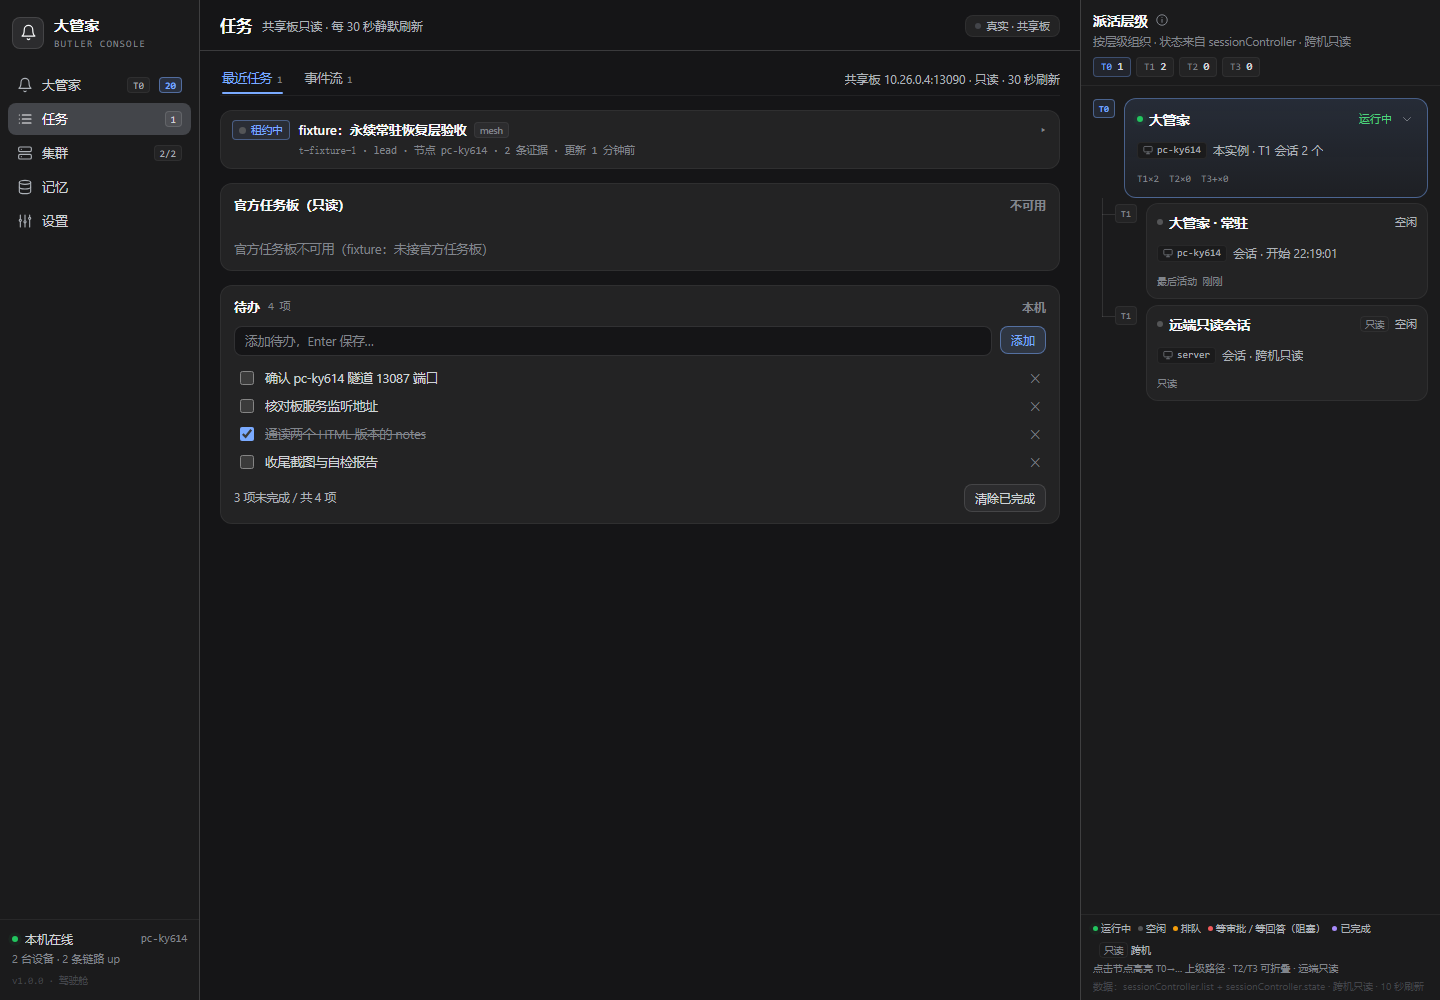 大管家
BUTLER CONSOLE
大管家 T0 20
任务 1
集群 2/2
记忆
设置
本机在线 pc-ky614
2 台设备 · 2 条链路 up
v1.0.0 · 驾驶舱
任务 共享板只读 · 每 30 秒静默刷新
真实 · 共享板
最近任务 1 事件流 1
共享板 10.26.0.4:13090 · 只读 · 30 秒刷新
租约中 fixture：永续常驻恢复层验收 mesh
t-fixture-1 · lead · 节点 pc-ky614 · 2 条证据 · 更新 1 分钟前
官方任务板（只读） 不可用
官方任务板不可用（fixture：未接官方任务板）
待办 4 项 本机
添加待办，Enter 保存...
添加
确认 pc-ky614 隧道 13087 端口
核对板服务监听地址
通读两个 HTML 版本的 notes
收尾截图与自检报告
3 项未完成 / 共 4 项
清除已完成
派活层级
按层级组织 · 状态来自 sessionController · 跨机只读
T0 1 T1 2 T2 0 T3 0
T0
大管家 运行中
pc-ky614 本实例 · T1 会话 2 个
T1×2 T2×0 T3+×0
T1
大管家 · 常驻 空闲
pc-ky614 会话 · 开始 22:19:01
最后活动 刚刚
T1
远端只读会话 只读 空闲
server 会话 · 跨机只读
只读
运行中 空闲 排队 等审批 / 等回答（阻塞） 已完成
只读 跨机
点击节点高亮 T0→… 上级路径 · T2/T3 可折叠 · 远端只读
数据：sessionController.list + sessionController.state · 跨机只读 · 10 秒刷新